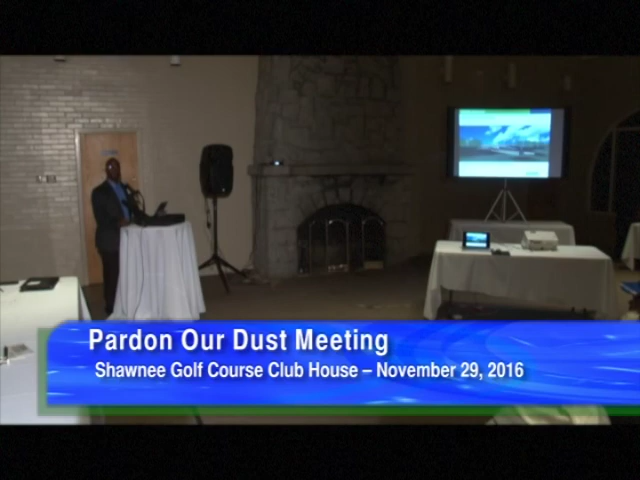 Pardon Our Dust Meeting
Shawnee Golf Course Club House – November 29, 2016